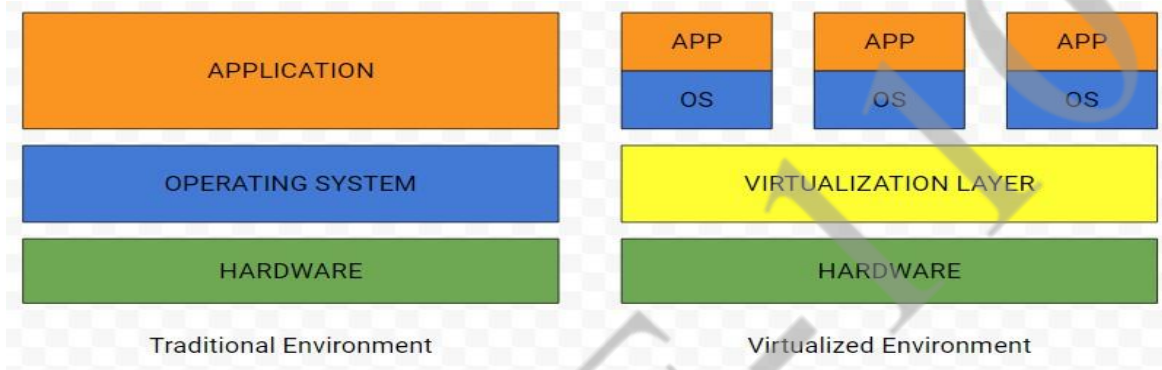 APPLICATION
OPERATING SYSTEM
HARDWARE
Traditional Environment
APP APP APP
OS OS OS
VIRTUALIZATION LAYER
HARDWARE
Virtualized Environment